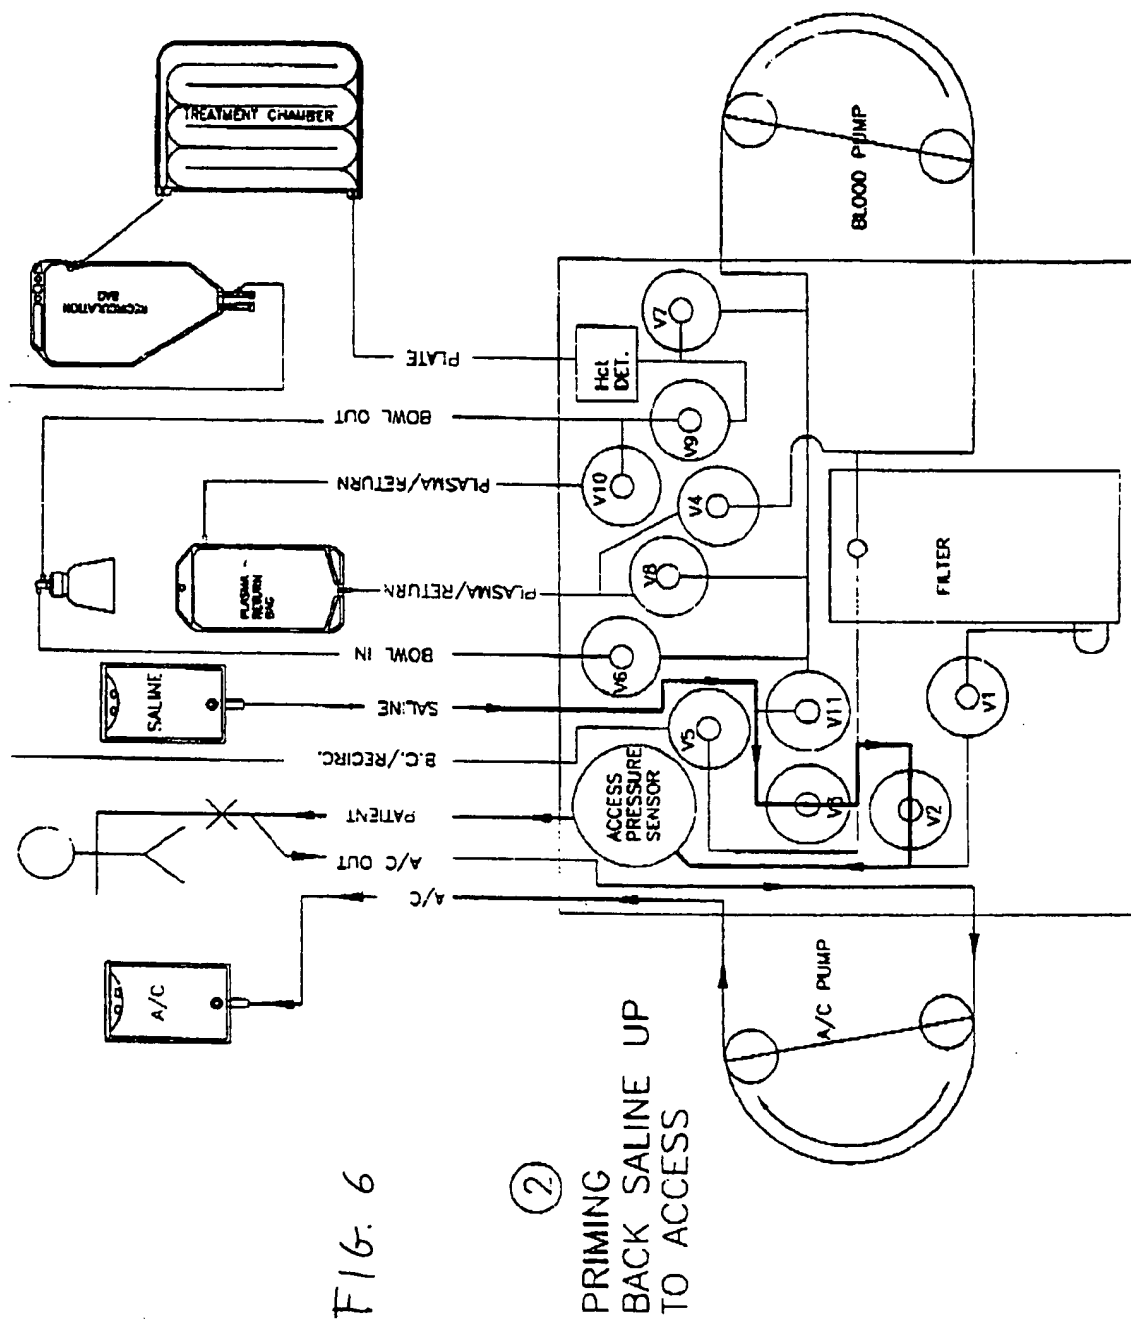 TREATMENT CHAMBER
RECIRCULATION
BAG
BLOOD PUMP
PLATE
Hct
DET.
V7
BOWL OUT
V9
PLASMA/RETURN
V10
V4
PLASMA
RETURN
BAG
PLASMA/RETURN
V8
FILTER
BOWL IN
V6
SALINE
SALINE
V11
V1
B.C./RECIRC.
V5
ACCESS
PRESSURE
SENSOR
V3
V2
PATIENT
A/C OUT
A/C
A/C
A/C PUMP
FIG. 6
2
PRIMING
BACK SALINE UP
TO ACCESS